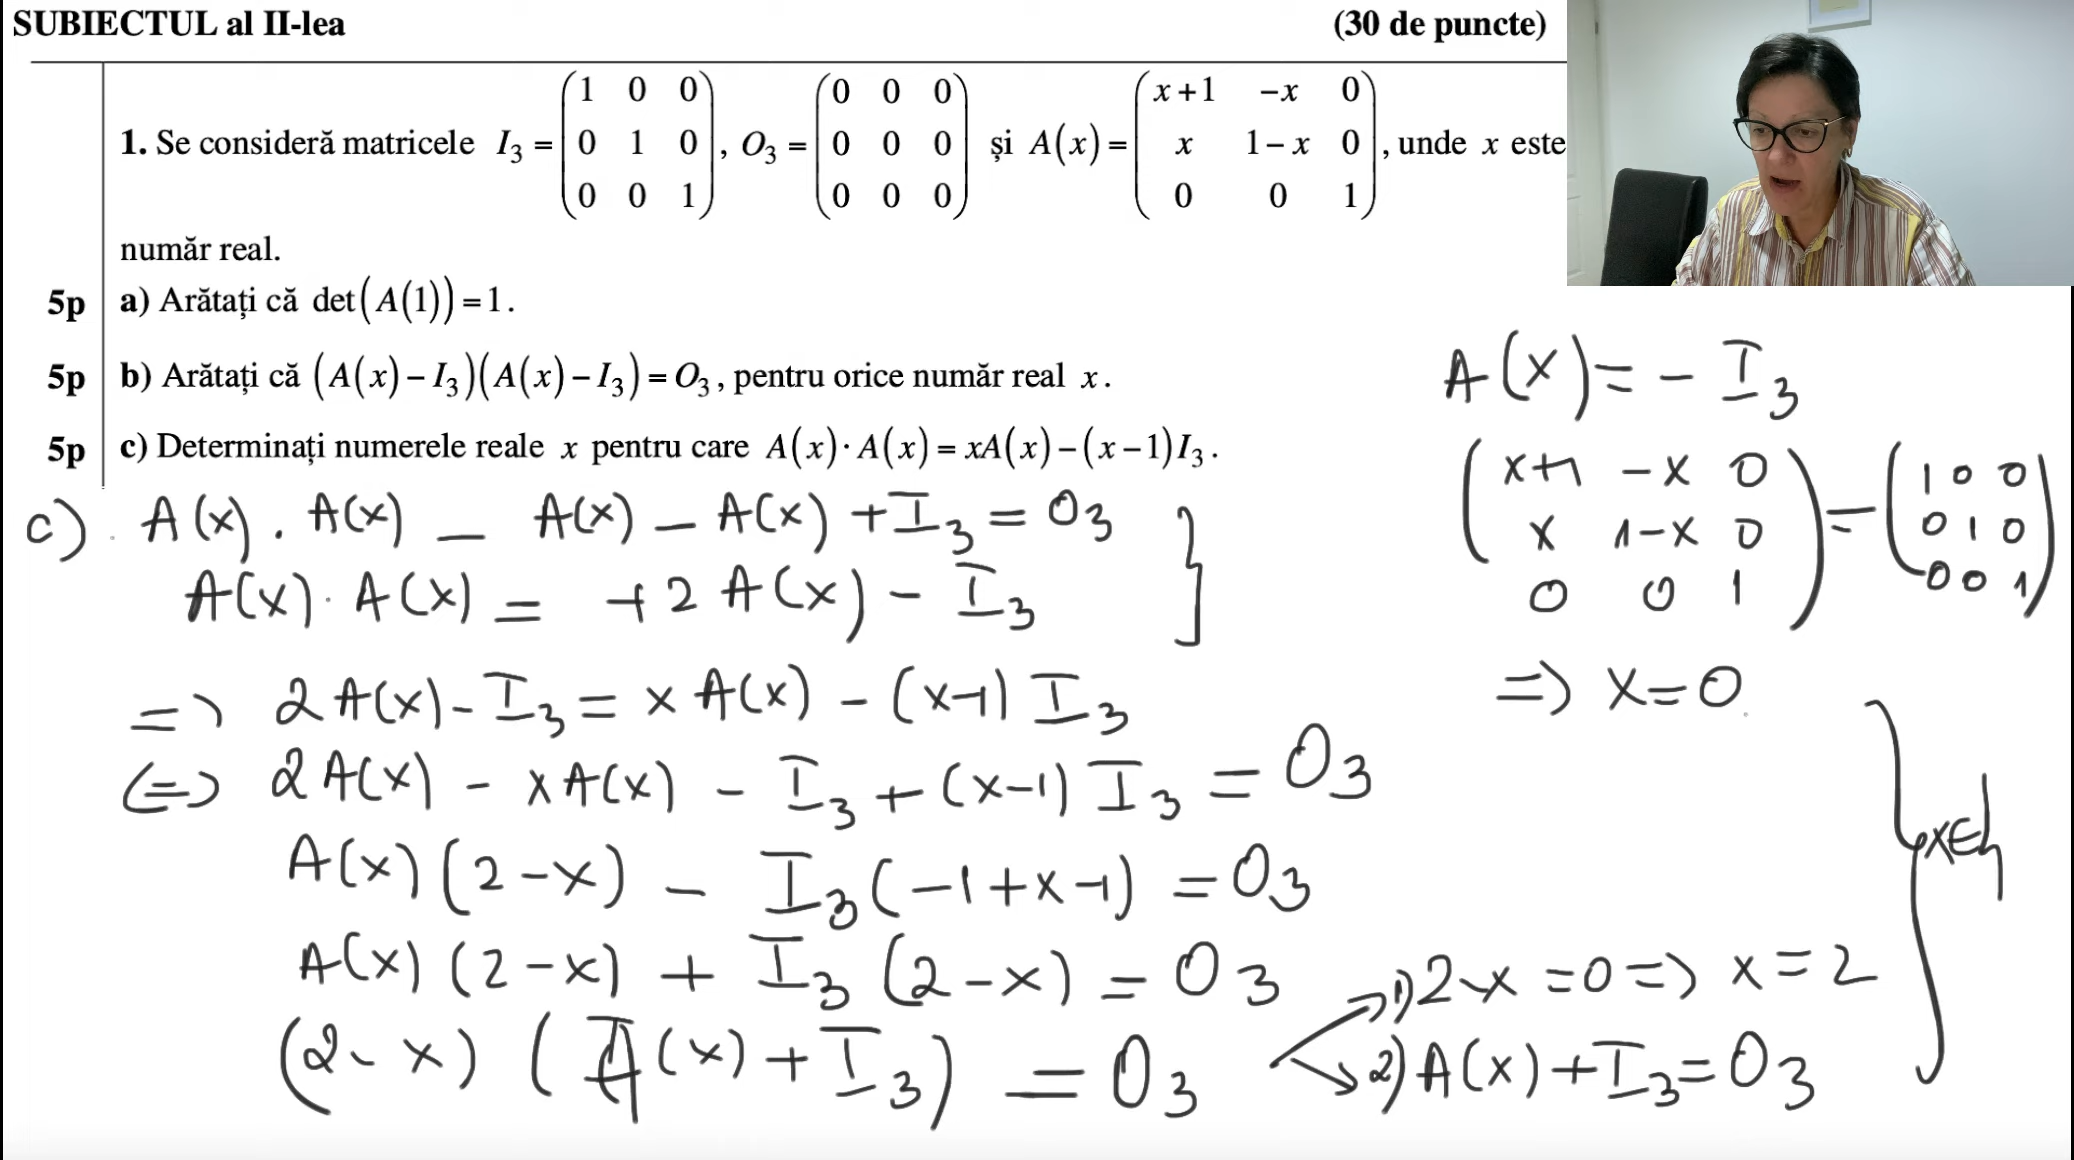 SUBIECTUL al II-lea (30 de puncte)
1. Se consideră matricele I₃ = (1 0 0; 0 1 0; 0 0 1), O₃ = (0 0 0; 0 0 0; 0 0 0) și A(x) = (x+1 -x 0; x 1-x 0; 0 0 1), unde x este
număr real.
5p a) Arătați că det(A(1)) = 1.
5p b) Arătați că (A(x) - I₃)(A(x) - I₃) = O₃, pentru orice număr real x.
5p c) Determinați numerele reale x pentru care A(x)·A(x) = xA(x) - (x-1)I₃.
c) A(x) . A(x) - A(x) - A(x) + I₃ = O₃
A(x) · A(x) = +2 A(x) - I₃
=> 2A(x) - I₃ = x A(x) - (x-1) I₃
<=> 2A(x) - xA(x) - I₃ + (x-1) I₃ = O₃
A(x) (2-x) - I₃ (-1+x-1) = O₃
A(x) (2-x) + I₃ (2-x) = O₃
(2-x) (A(x) + I₃) = O₃
1) 2-x = 0 => x = 2
2) A(x) + I₃ = O₃
A(x) = - I₃
(x+1 -x 0; x 1-x 0; 0 0 1) = -(1 0 0; 0 1 0; 0 0 1)
=> x = 0